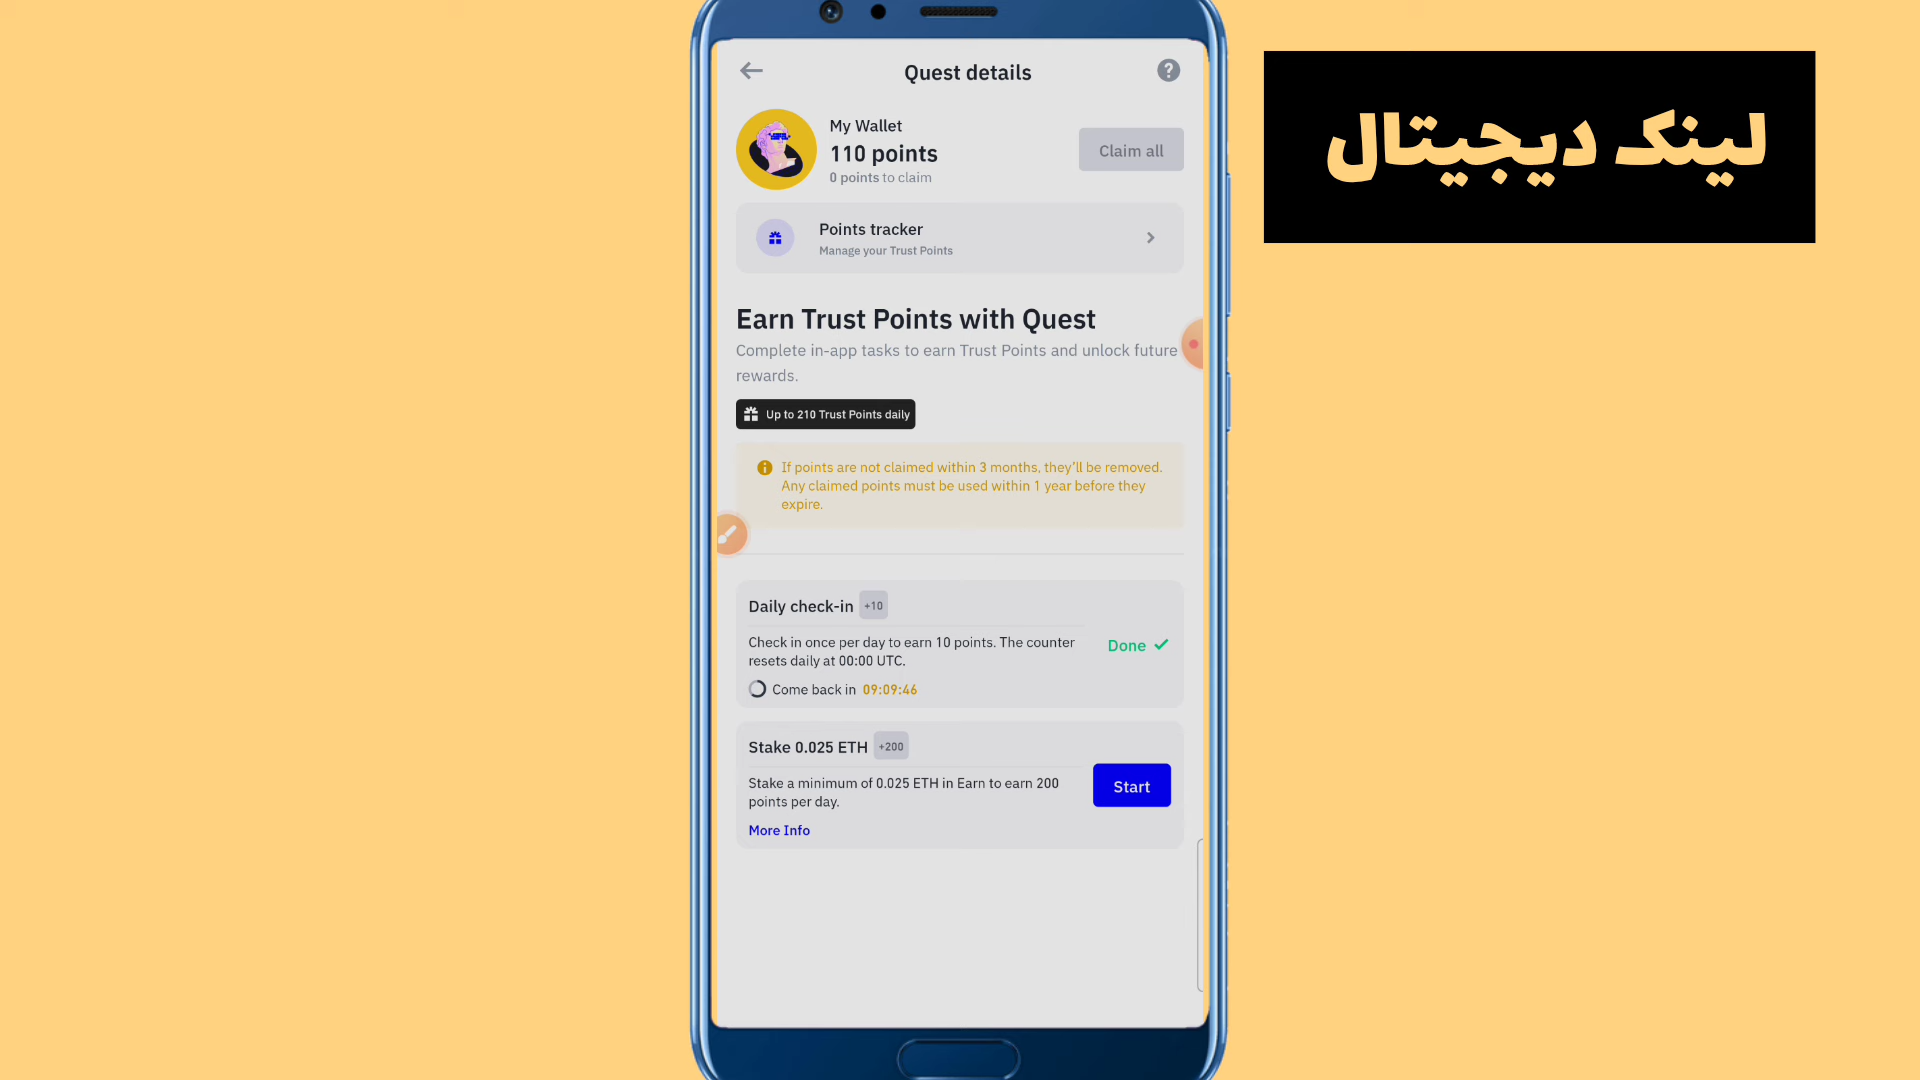 Quest details
My Wallet
110 points
0 points to claim
Claim all
Points tracker
Manage your Trust Points
Earn Trust Points with Quest
Complete in-app tasks to earn Trust Points and unlock future
rewards.
Up to 210 Trust Points daily
If points are not claimed within 3 months, they'll be removed.
Any claimed points must be used within 1 year before they
expire.
Daily check-in +10
Check in once per day to earn 10 points. The counter
resets daily at 00:00 UTC.
Done
Come back in 09:09:46
Stake 0.025 ETH +200
Stake a minimum of 0.025 ETH in Earn to earn 200
points per day.
Start
More Info
لینک دیجیتال